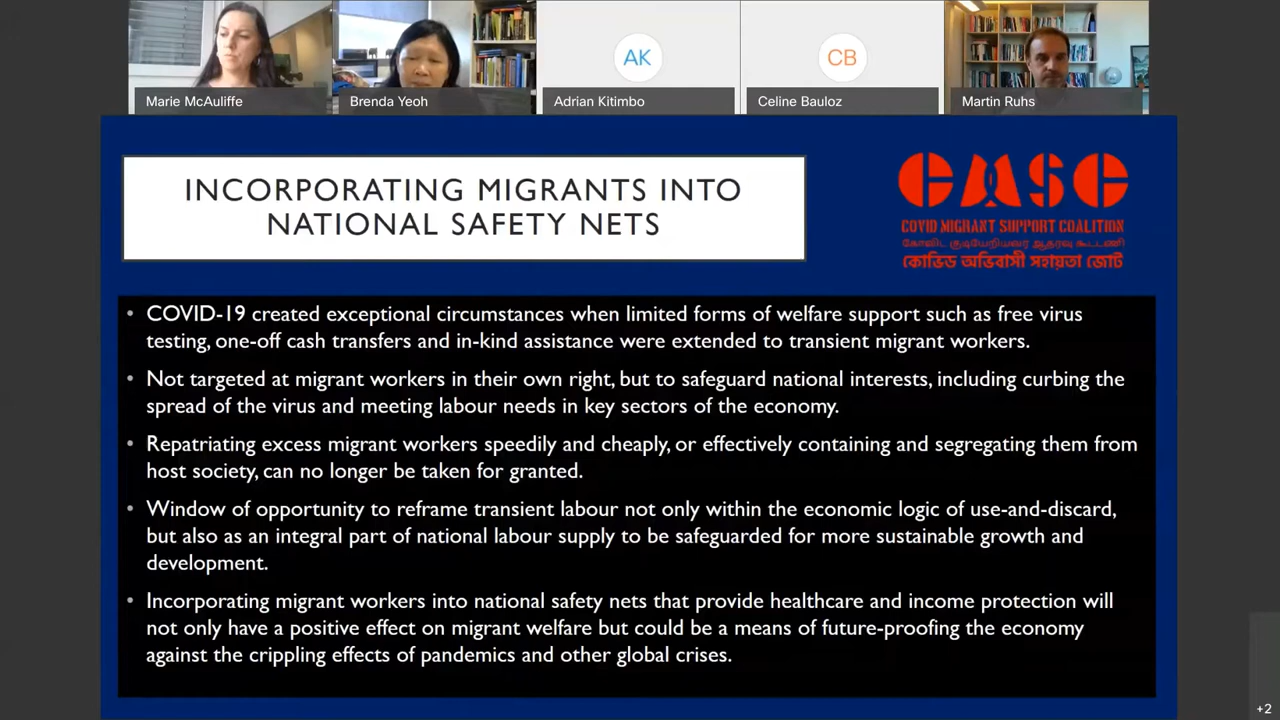 Marie McAuliffe
Brenda Yeoh
AK
Adrian Kitimbo
CB
Celine Bauloz
Martin Ruhs
INCORPORATING MIGRANTS INTO
NATIONAL SAFETY NETS
CMSC
COVID MIGRANT SUPPORT COALITION
கோவிட் குடியேறியவர் ஆதரவு கூட்டணி
কোভিড অভিবাসী সহায়তা জোট
• COVID-19 created exceptional circumstances when limited forms of welfare support such as free virus
testing, one-off cash transfers and in-kind assistance were extended to transient migrant workers.
• Not targeted at migrant workers in their own right, but to safeguard national interests, including curbing the
spread of the virus and meeting labour needs in key sectors of the economy.
• Repatriating excess migrant workers speedily and cheaply, or effectively containing and segregating them from
host society, can no longer be taken for granted.
• Window of opportunity to reframe transient labour not only within the economic logic of use-and-discard,
but also as an integral part of national labour supply to be safeguarded for more sustainable growth and
development.
• Incorporating migrant workers into national safety nets that provide healthcare and income protection will
not only have a positive effect on migrant welfare but could be a means of future-proofing the economy
against the crippling effects of pandemics and other global crises.
+2